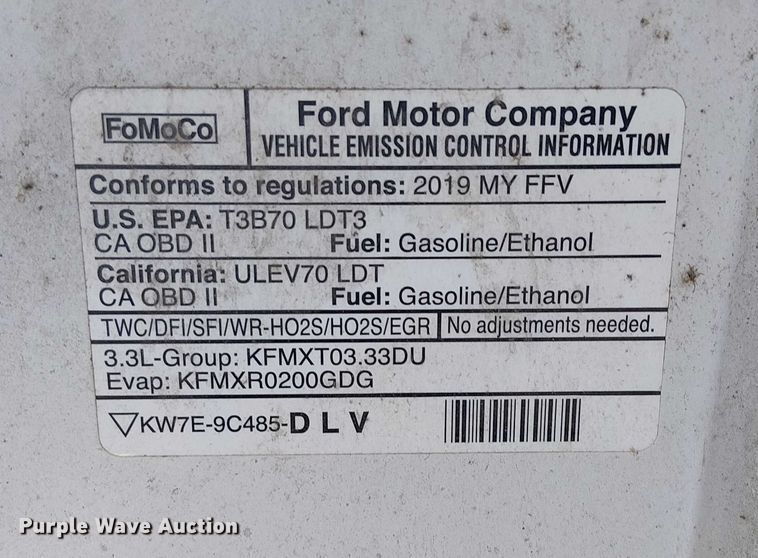 FoMoCo
Ford Motor Company
VEHICLE EMISSION CONTROL INFORMATION
Conforms to regulations: 2019 MY FFV
U.S. EPA: T3B70 LDT3
CA OBD II Fuel: Gasoline/Ethanol
California: ULEV70 LDT
CA OBD II Fuel: Gasoline/Ethanol
TWC/DFI/SFI/WR-HO2S/HO2S/EGR No adjustments needed.
3.3L-Group: KFMXT03.33DU
Evap: KFMXR0200GDG
KW7E-9C485-D L V
Purple Wave Auction